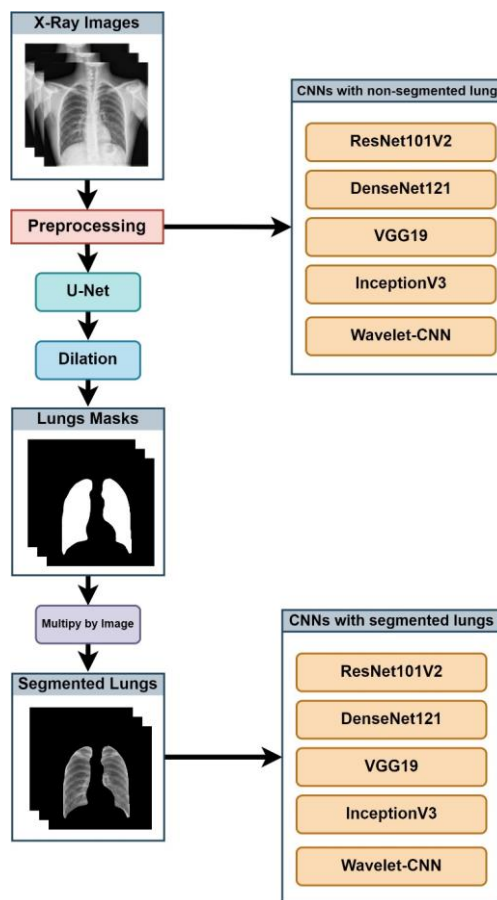 X-Ray Images
Preprocessing
U-Net
Dilation
Lungs Masks
Multipy by Image
Segmented Lungs
CNNs with non-segmented lung
ResNet101V2
DenseNet121
VGG19
InceptionV3
Wavelet-CNN
CNNs with segmented lungs
ResNet101V2
DenseNet121
VGG19
InceptionV3
Wavelet-CNN